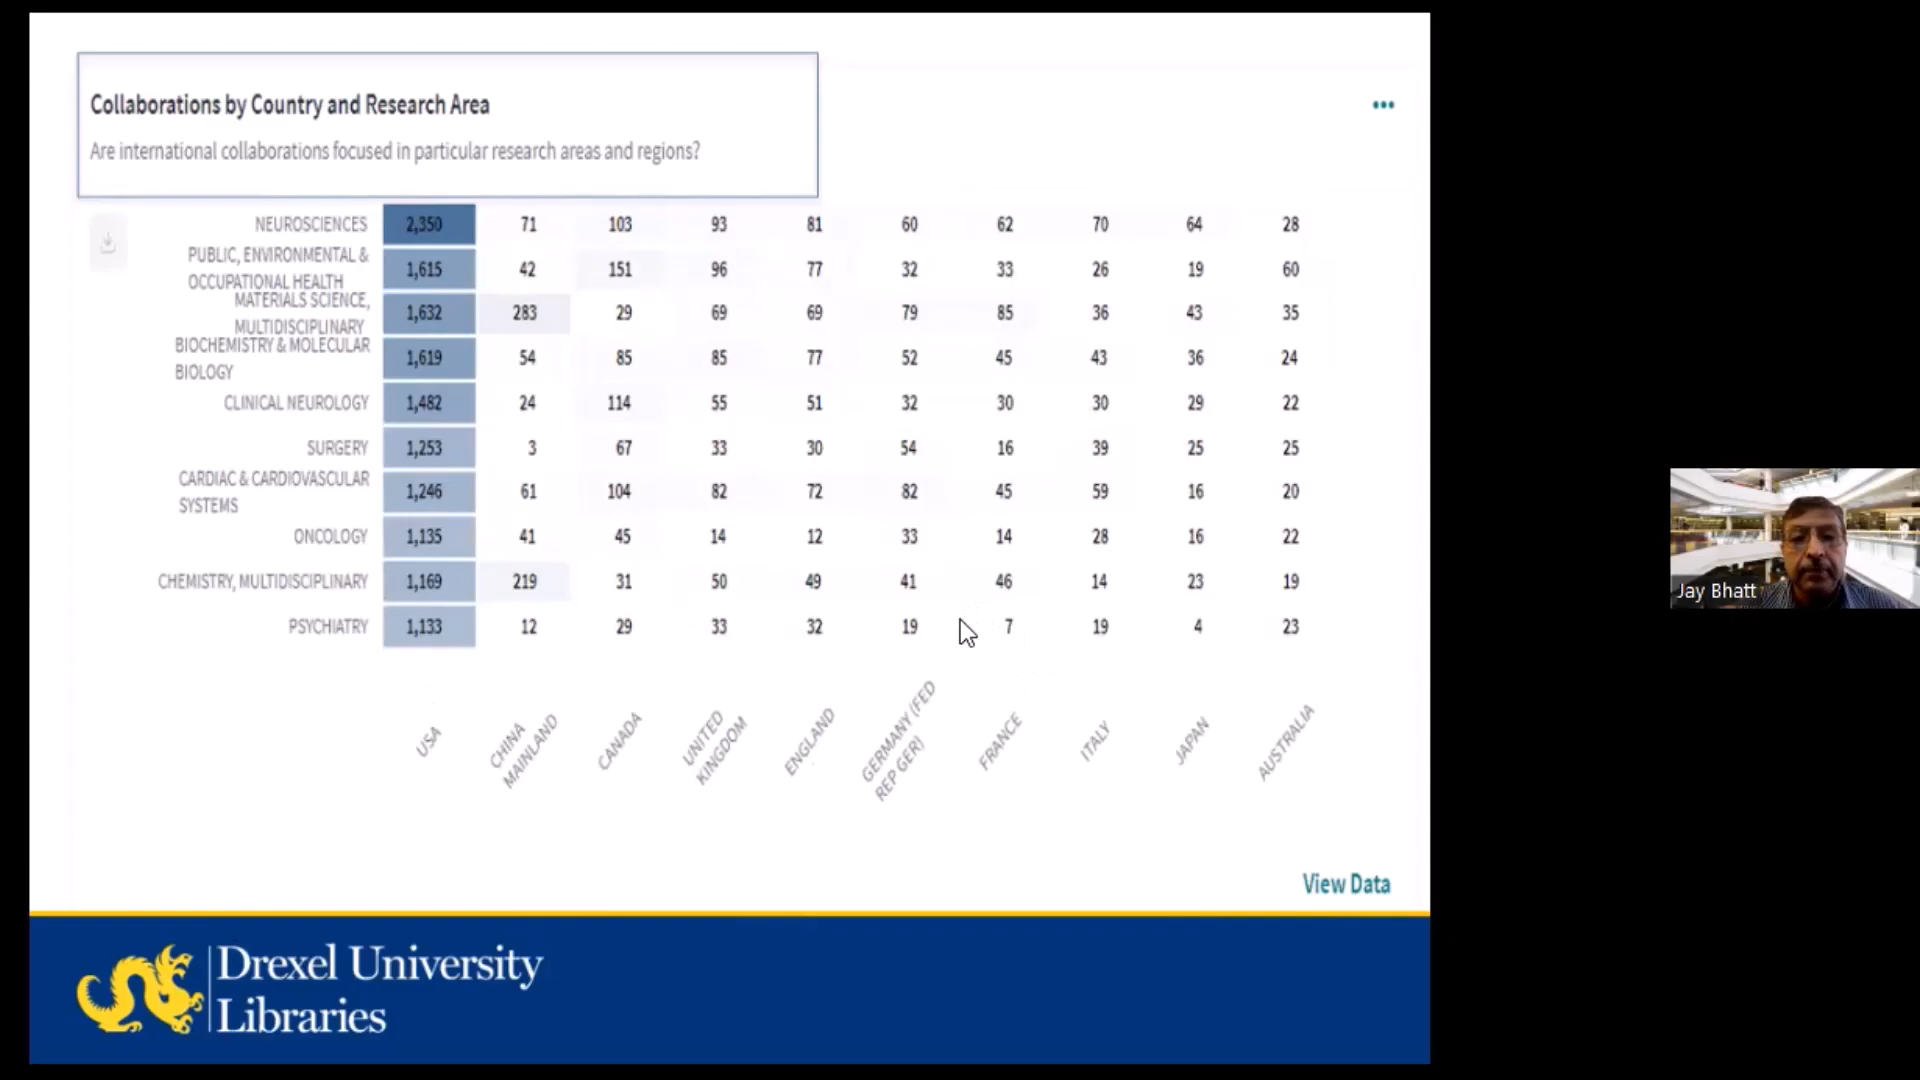 Collaborations by Country and Research Area
•••
Are international collaborations focused in particular research areas and regions?
NEUROSCIENCES 2,350 71 103 93 81 60 62 70 64 28
PUBLIC, ENVIRONMENTAL &
OCCUPATIONAL HEALTH 1,615 42 151 96 77 32 33 26 19 60
MATERIALS SCIENCE,
MULTIDISCIPLINARY 1,632 283 29 69 69 79 85 36 43 35
BIOCHEMISTRY & MOLECULAR
BIOLOGY 1,619 54 85 85 77 52 45 43 36 24
CLINICAL NEUROLOGY 1,482 24 114 55 51 32 30 30 29 22
SURGERY 1,253 3 67 33 30 54 16 39 25 25
CARDIAC & CARDIOVASCULAR
SYSTEMS 1,246 61 104 82 72 82 45 59 16 20
ONCOLOGY 1,135 41 45 14 12 33 14 28 16 22
CHEMISTRY, MULTIDISCIPLINARY 1,169 219 31 50 49 41 46 14 23 19
PSYCHIATRY 1,133 12 29 33 32 19 7 19 4 23
USA
CHINA
MAINLAND
CANADA
UNITED
KINGDOM
ENGLAND
GERMANY (FED
REP GER)
FRANCE
ITALY
JAPAN
AUSTRALIA
View Data
Drexel University
Libraries
Jay Bhatt